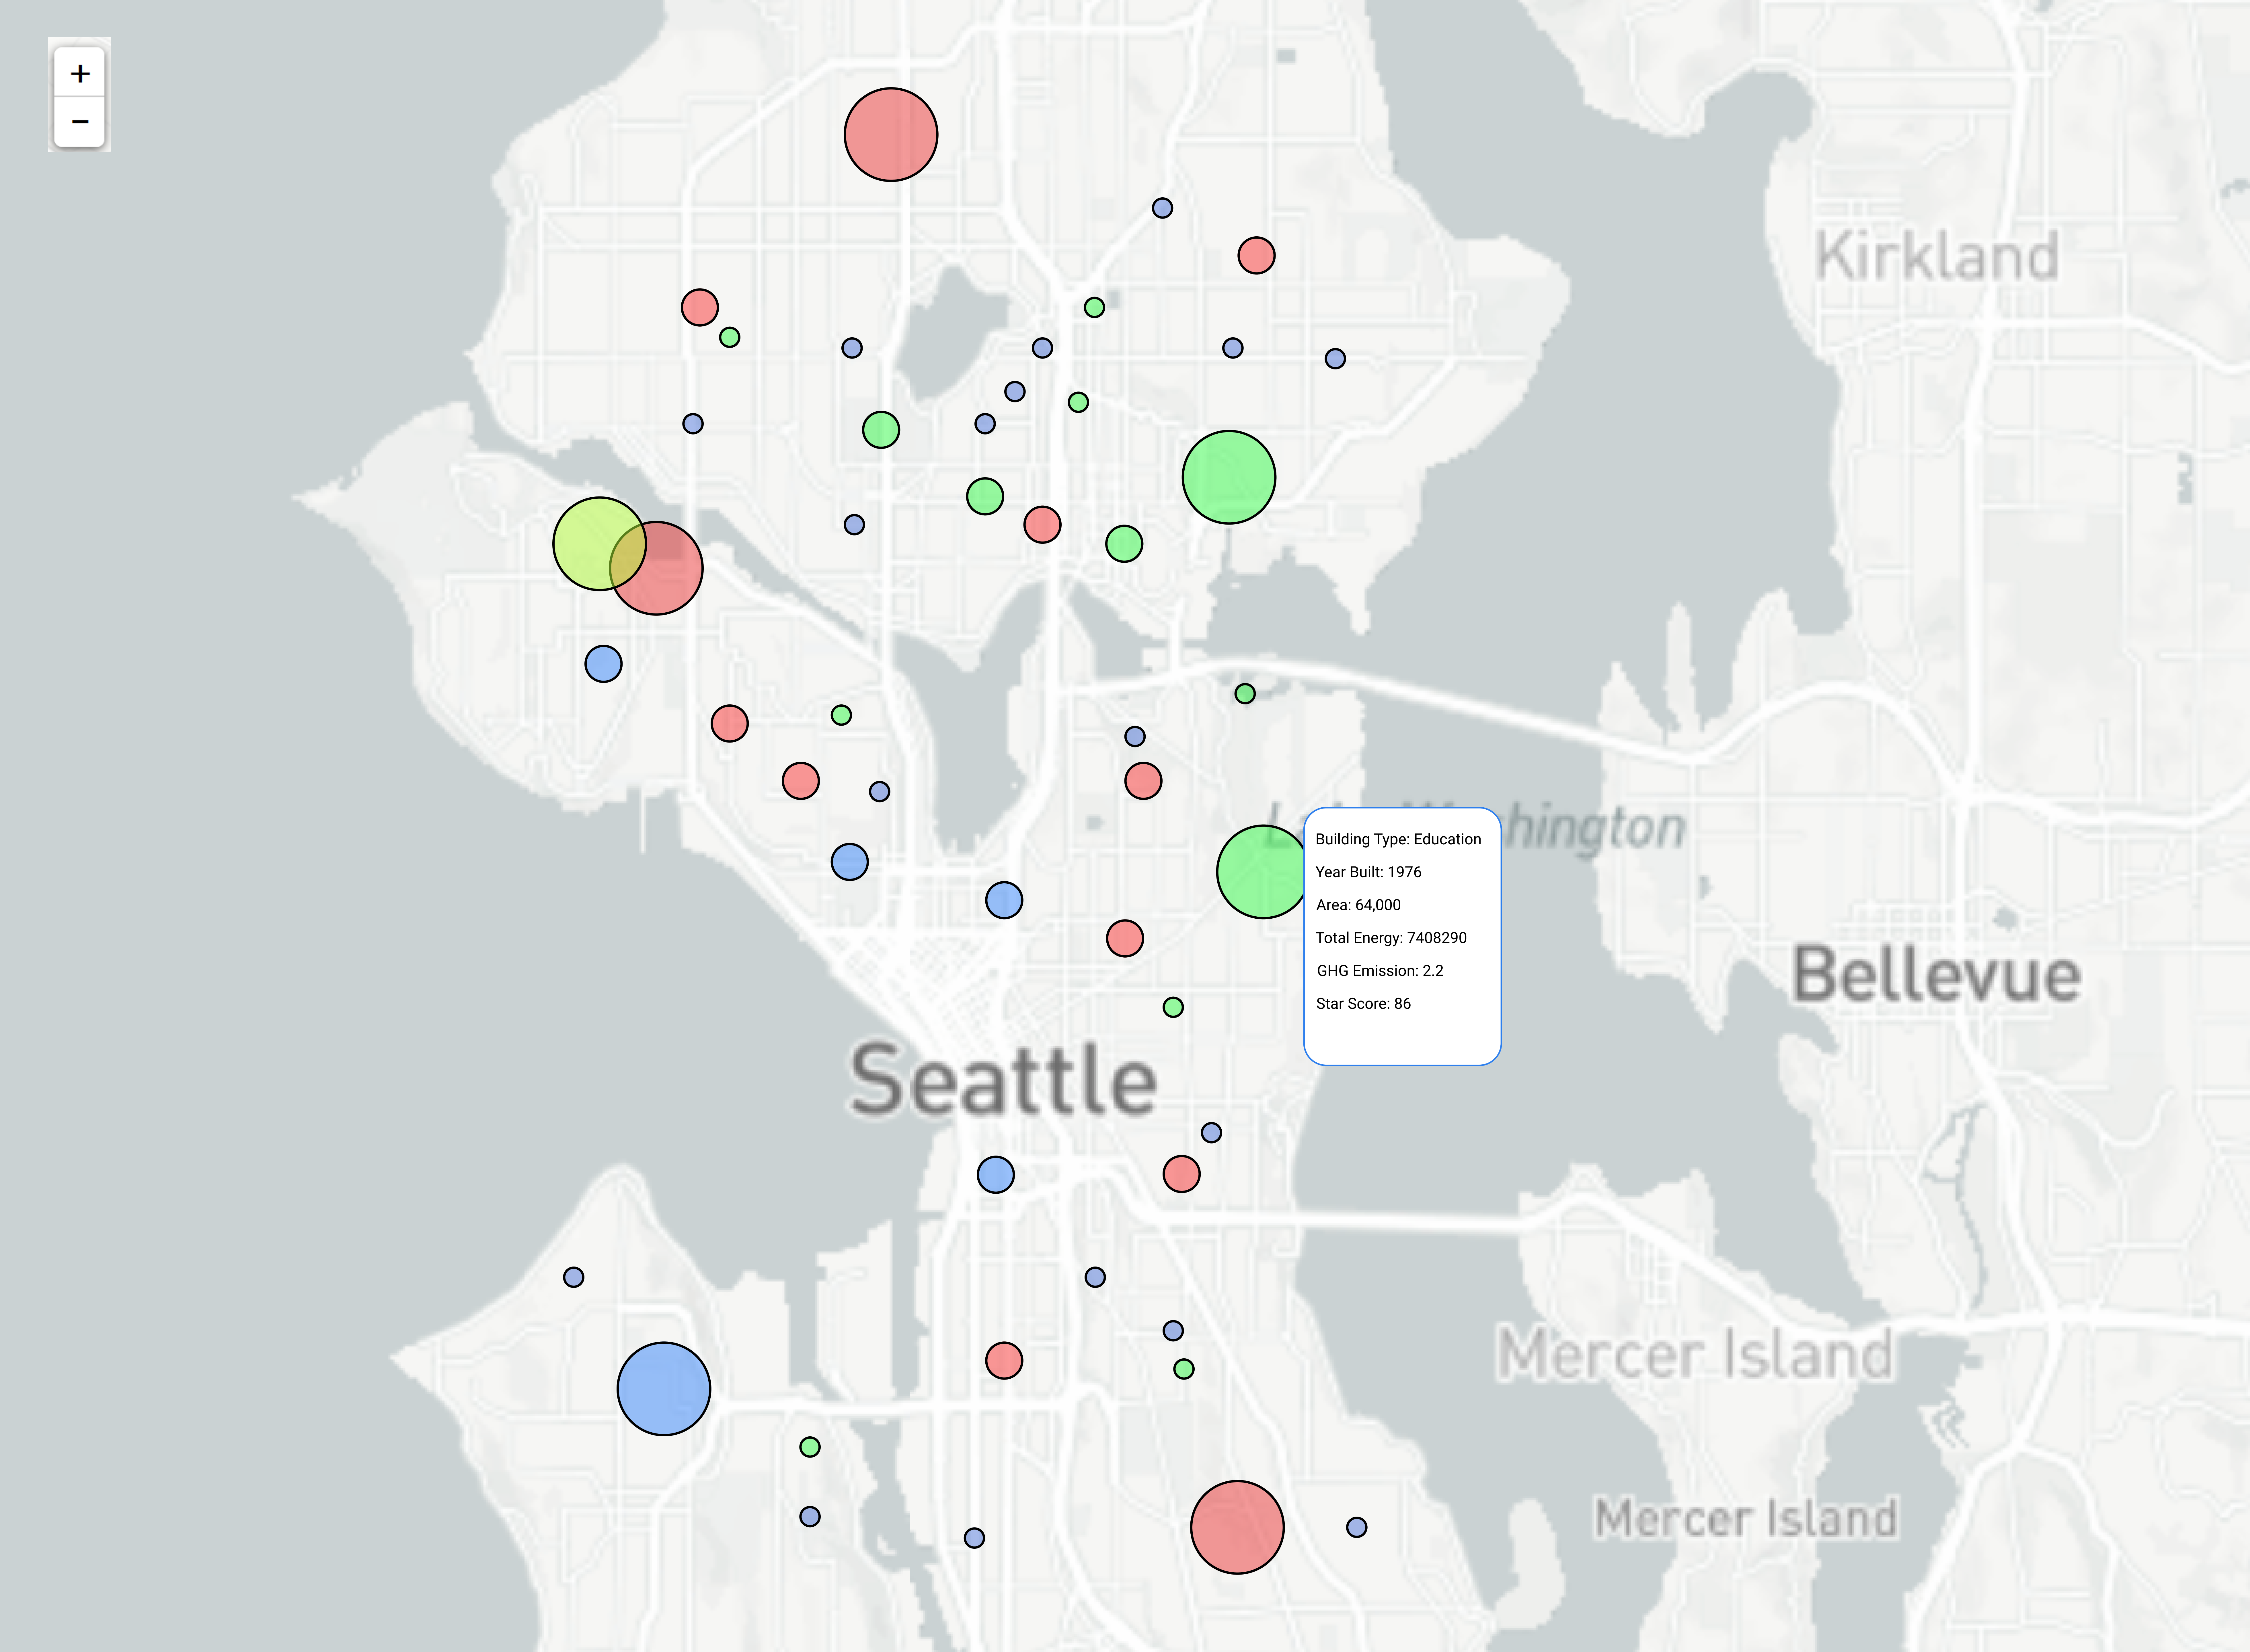 +
−
Kirkland
hington
Building Type: Education
Year Built: 1976
Area: 64,000
Total Energy: 7408290
GHG Emission: 2.2
Star Score: 86
Bellevue
Seattle
Mercer Island
Mercer Island